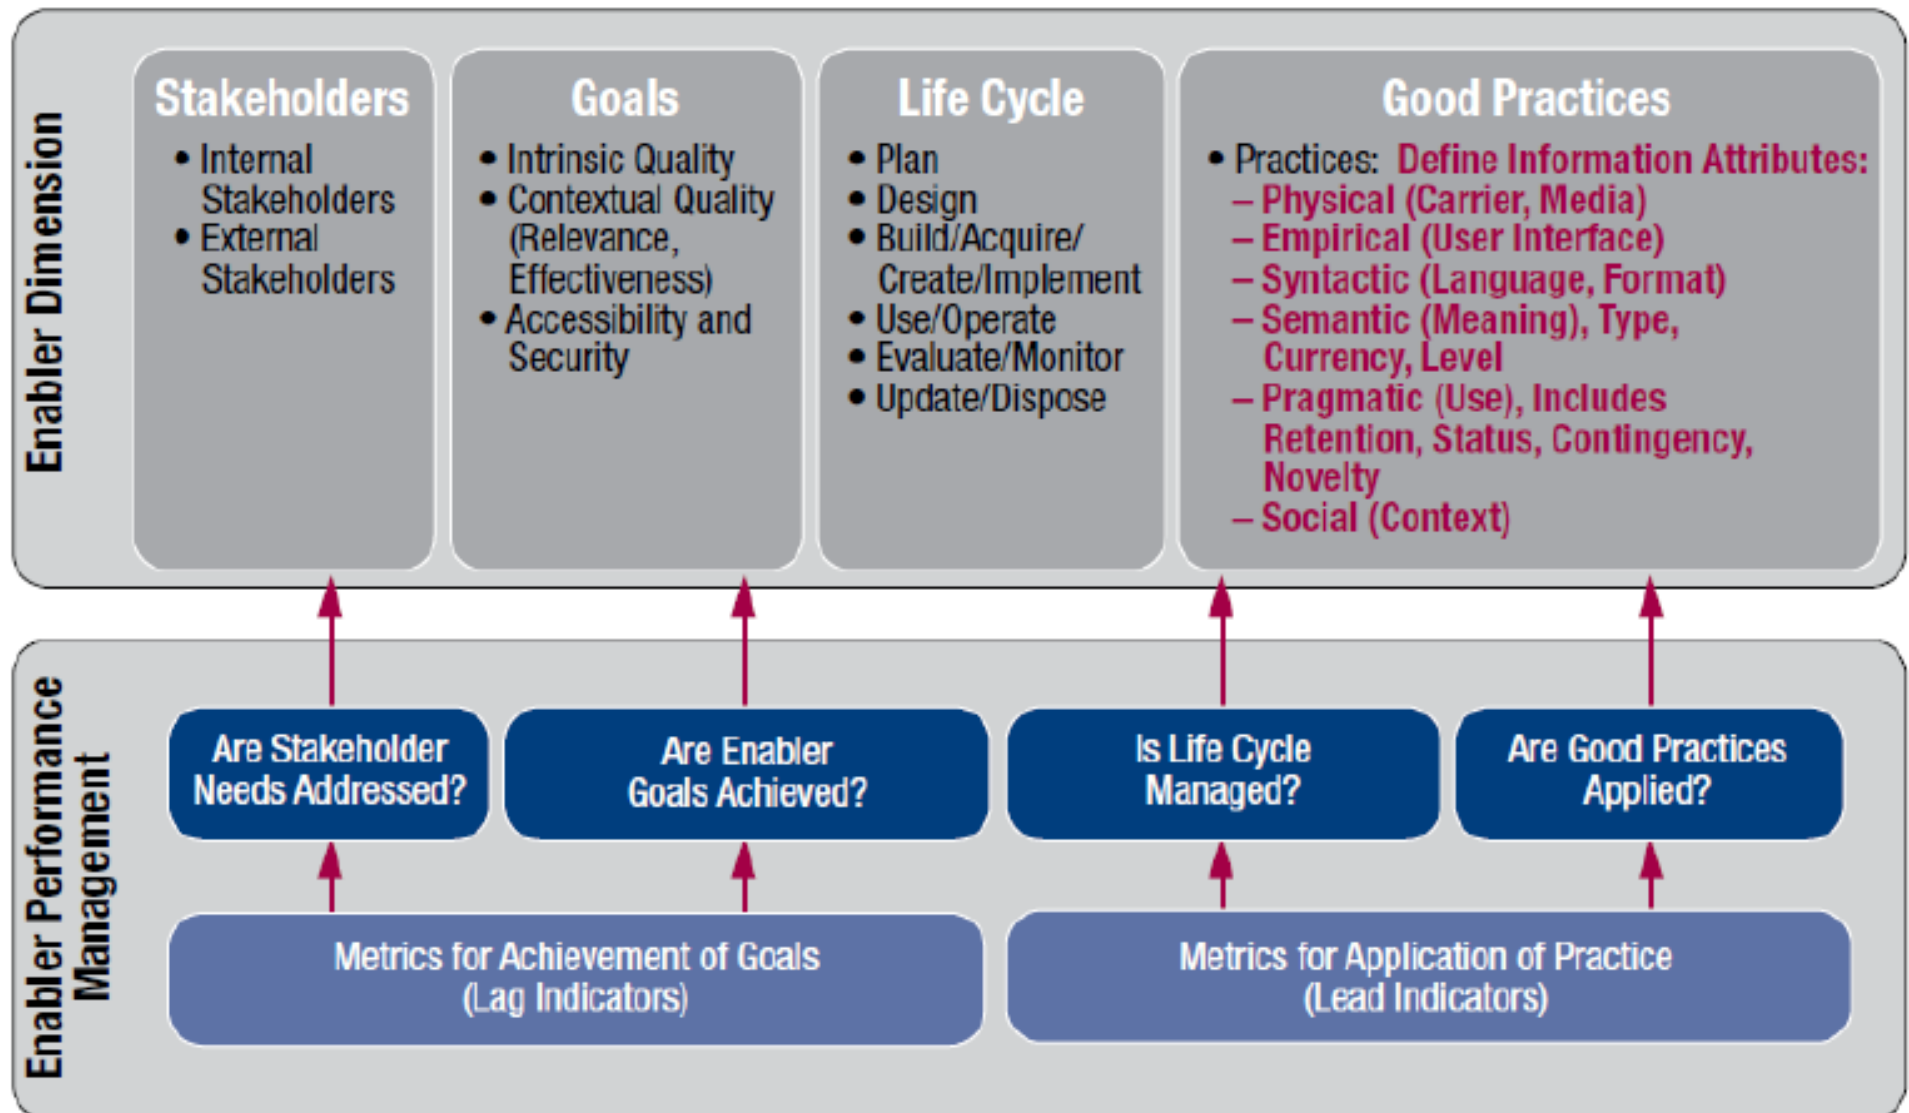 Enabler Dimension
Stakeholders
• Internal
Stakeholders
• External
Stakeholders
Goals
• Intrinsic Quality
• Contextual Quality
(Relevance,
Effectiveness)
• Accessibility and
Security
Life Cycle
• Plan
• Design
• Build/Acquire/
Create/Implement
• Use/Operate
• Evaluate/Monitor
• Update/Dispose
Good Practices
• Practices: Define Information Attributes:
– Physical (Carrier, Media)
– Empirical (User Interface)
– Syntactic (Language, Format)
– Semantic (Meaning), Type,
Currency, Level
– Pragmatic (Use), Includes
Retention, Status, Contingency,
Novelty
– Social (Context)
Enabler Performance
Management
Are Stakeholder
Needs Addressed?
Are Enabler
Goals Achieved?
Is Life Cycle
Managed?
Are Good Practices
Applied?
Metrics for Achievement of Goals
(Lag Indicators)
Metrics for Application of Practice
(Lead Indicators)